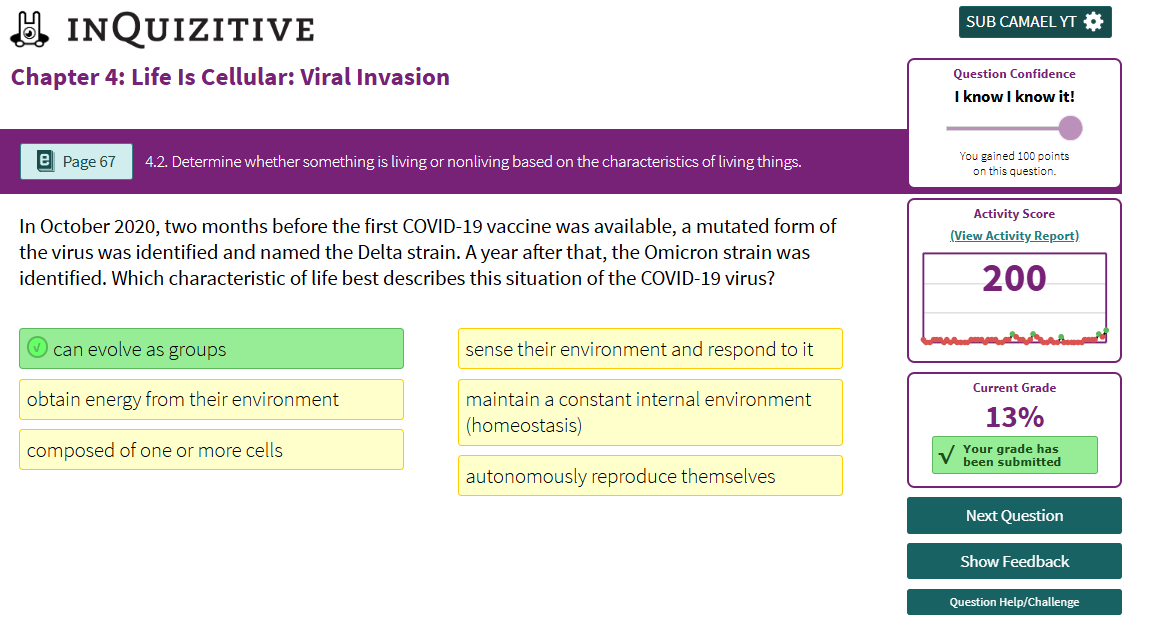 INQUIZITIVE
SUB CAMAEL YT
Chapter 4: Life Is Cellular: Viral Invasion
Question Confidence
I know I know it!
You gained 100 points
on this question.
Page 67
4.2. Determine whether something is living or nonliving based on the characteristics of living things.
In October 2020, two months before the first COVID-19 vaccine was available, a mutated form of
the virus was identified and named the Delta strain. A year after that, the Omicron strain was
identified. Which characteristic of life best describes this situation of the COVID-19 virus?
can evolve as groups
obtain energy from their environment
composed of one or more cells
sense their environment and respond to it
maintain a constant internal environment
(homeostasis)
autonomously reproduce themselves
Activity Score
(View Activity Report)
200
Current Grade
13%
Your grade has
been submitted
Next Question
Show Feedback
Question Help/Challenge